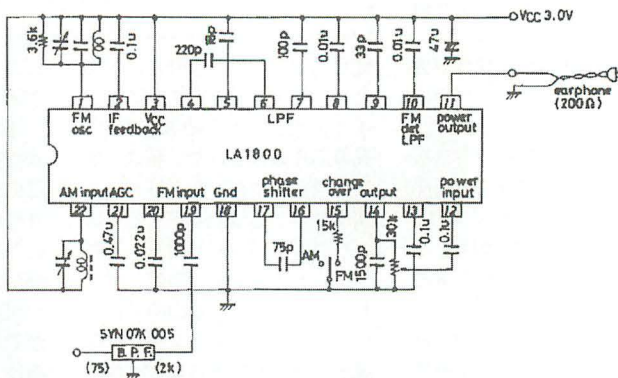 VCC 3.0V
3.6k
0.1u
220p
18p
100p
0.01u
33p
0.01u
47u
earphone
(200Ω)
1 2 3 4 5 6 7 8 9 10 11
FM osc
IF feedback
Vcc
LPF
FM det LPF
power output
LA1800
AM input
AGC
FM input
Gnd
phase shifter
change over
output
power input
22 21 20 19 18 17 16 15 14 13 12
0.47u
0.022u
1000p
75p
15k
AM
FM
1500p
30k
0.1u
0.1u
SYN 07K 005
B.P.F.
(75)
(2k)